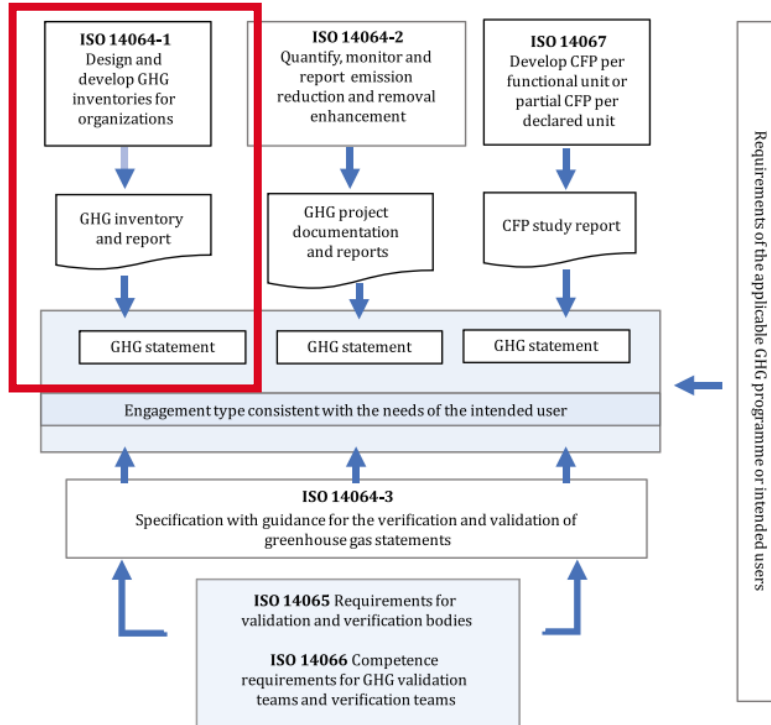 ISO 14064-1
Design and
develop GHG
inventories for
organizations
ISO 14064-2
Quantify, monitor and
report emission
reduction and removal
enhancement
ISO 14067
Develop CFP per
functional unit or
partial CFP per
declared unit
GHG inventory
and report
GHG project
documentation
and reports
CFP study report
GHG statement
GHG statement
GHG statement
Engagement type consistent with the needs of the intended user
ISO 14064-3
Specification with guidance for the verification and validation of
greenhouse gas statements
ISO 14065 Requirements for
validation and verification bodies
ISO 14066 Competence
requirements for GHG validation
teams and verification teams
Requirements of the applicable GHG programme or intended users